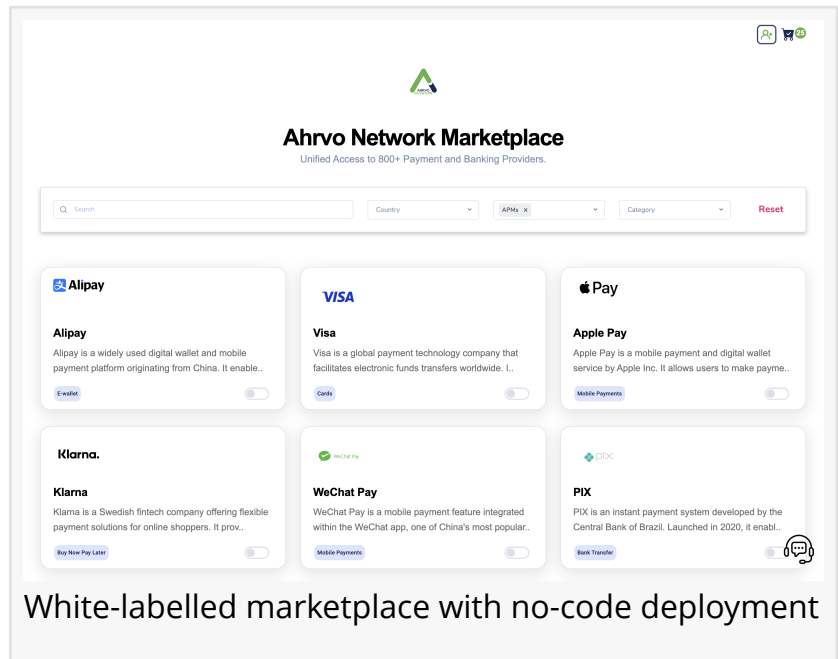 25
AHRVO
Ahrvo Network Marketplace
Unified Access to 800+ Payment and Banking Providers.
Search
Country
APMs x
Category
Reset
Alipay
VISA
Pay
Alipay
Visa
Apple Pay
Alipay is a widely used digital wallet and mobile
payment platform originating from China. It enable..
Visa is a global payment technology company that
facilitates electronic funds transfers worldwide. I..
Apple Pay is a mobile payment and digital wallet
service by Apple Inc. It allows users to make payme..
E-wallet
Cards
Mobile Payments
Klarna.
WeChat Pay
pix
Klarna
WeChat Pay
PIX
Klarna is a Swedish fintech company offering flexible
payment solutions for online shoppers. It prov..
WeChat Pay is a mobile payment feature integrated
within the WeChat app, one of China's most popular..
PIX is an instant payment system developed by the
Central Bank of Brazil. Launched in 2020, it enabl..
Buy Now Pay Later
Mobile Payments
Bank Transfer
White-labelled marketplace with no-code deployment